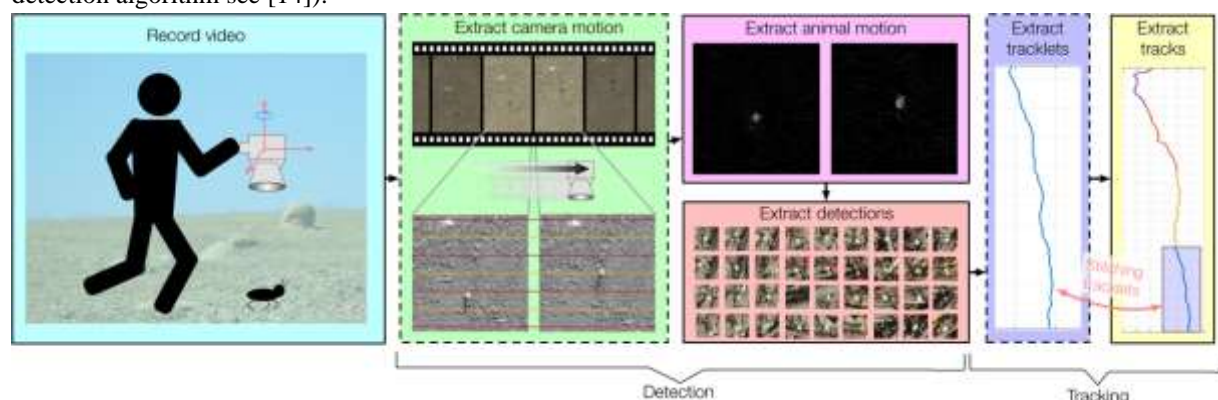 detection algorithm see [14]).
Record video
Extract camera motion
Extract animal motion
Extract detections
Extract
tracklets
Extract
tracks
Stitching
tracklets
Detection
Tracking